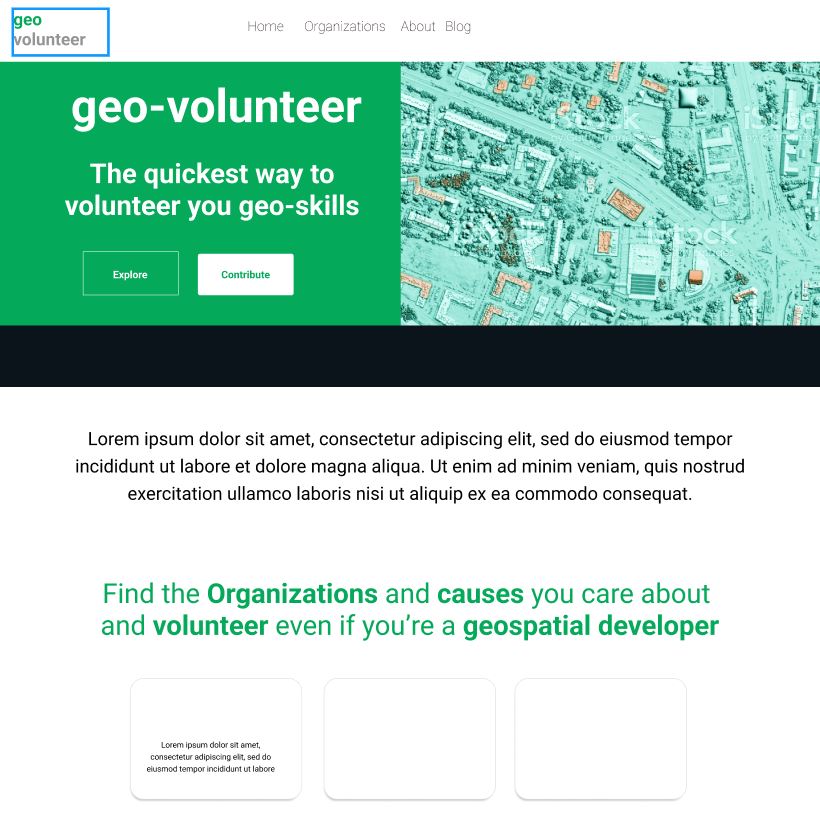 geo
volunteer
Home Organizations About Blog
geo-volunteer
The quickest way to
volunteer you geo-skills
Explore Contribute
iStock
iStock
iStock
Lorem ipsum dolor sit amet, consectetur adipiscing elit, sed do eiusmod tempor
incididunt ut labore et dolore magna aliqua. Ut enim ad minim veniam, quis nostrud
exercitation ullamco laboris nisi ut aliquip ex ea commodo consequat.
Find the Organizations and causes you care about
and volunteer even if you’re a geospatial developer
Lorem ipsum dolor sit amet,
consectetur adipiscing elit, sed do
eiusmod tempor incididunt ut labore